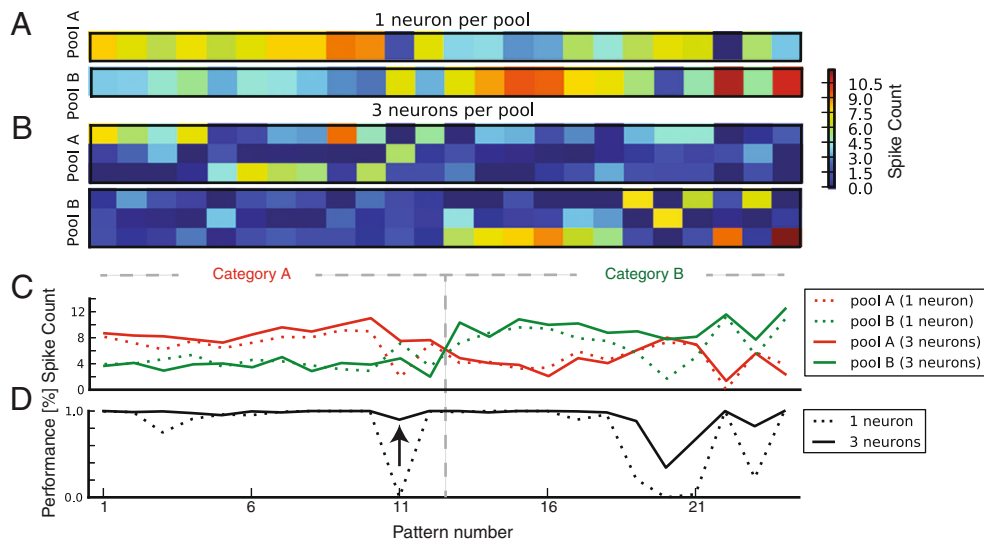 A
1 neuron per pool
Pool A
Pool B
B
3 neurons per pool
Pool A
Pool B
10.5
9.0
7.5
6.0
4.5
3.0
1.5
0.0
Spike Count
Category A
Category B
C
Spike Count
12
8
4
0
pool A (1 neuron)
pool B (1 neuron)
pool A (3 neurons)
pool B (3 neurons)
D
Performance [%]
1.0
0.0
1 neuron
3 neurons
1
6
11
16
21
Pattern number